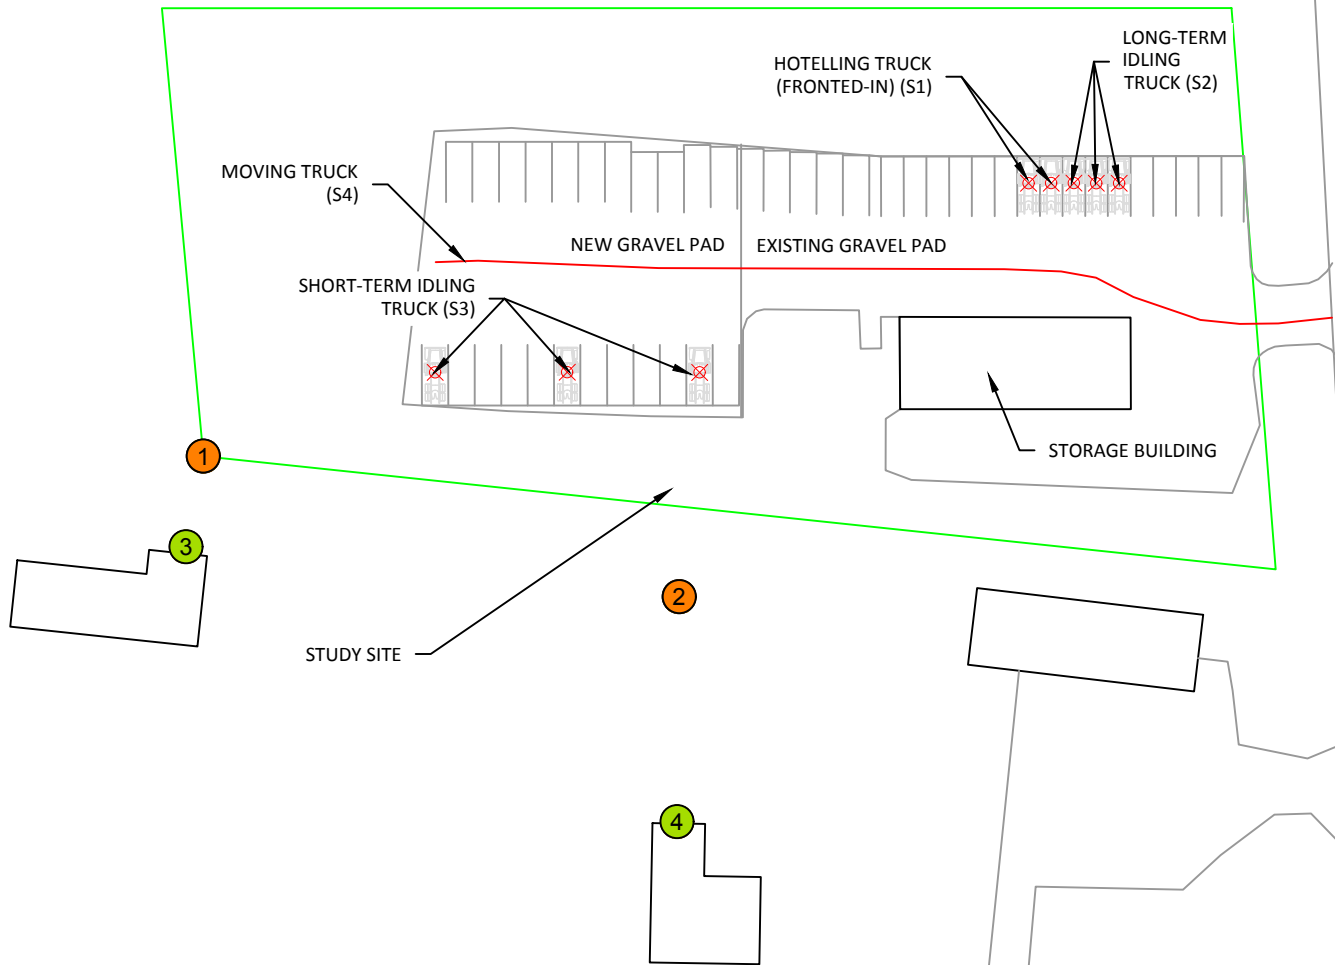 LONG-TERM
IDLING
TRUCK (S2)
HOTELLING TRUCK
(FRONTED-IN) (S1)
MOVING TRUCK
(S4)
NEW GRAVEL PAD
EXISTING GRAVEL PAD
SHORT-TERM IDLING
TRUCK (S3)
STORAGE BUILDING
1
3
2
STUDY SITE
4